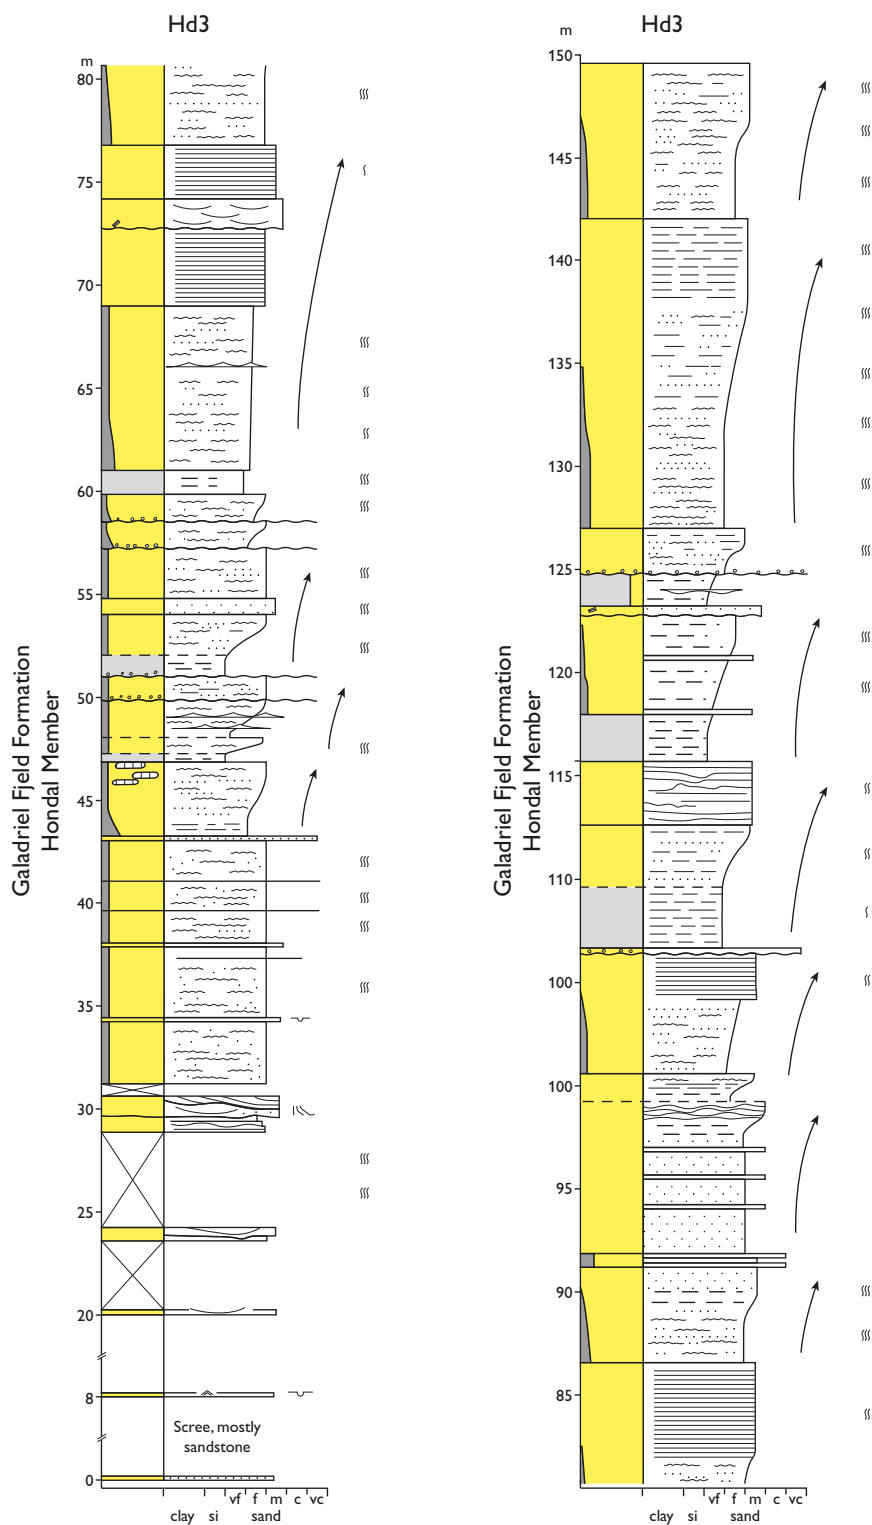 Hd3
m
80
75
70
65
60
55
50
45
40
35
30
25
20
8
0
Galadriel Fjeld Formation
Hondal Member
Scree, mostly
sandstone
vf f m c vc
clay si sand
Hd3
m
150
145
140
135
130
125
120
115
110
100
100
95
90
85
Galadriel Fjeld Formation
Hondal Member
vf f m c vc
clay si sand